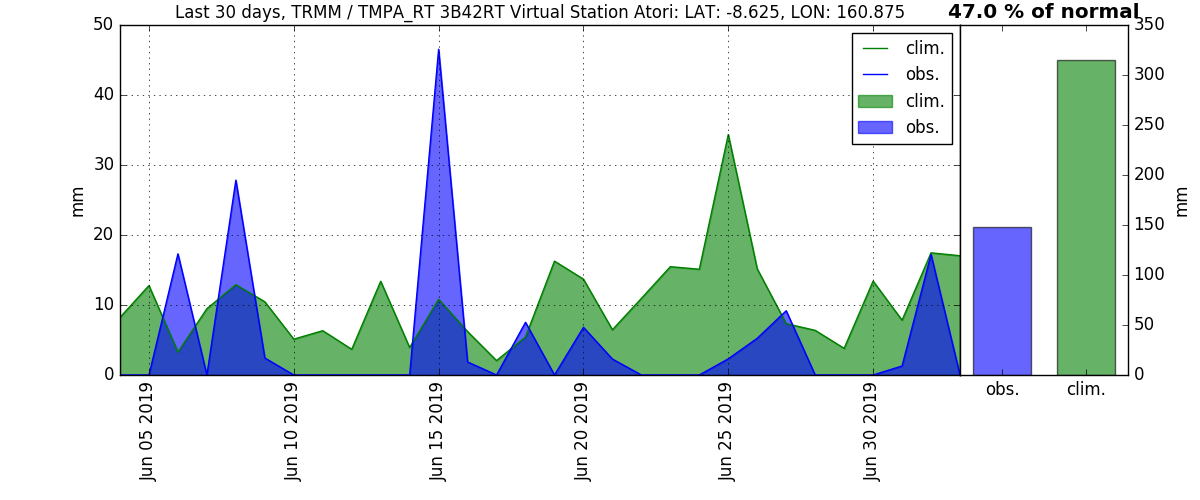 Last 30 days, TRMM / TMPA_RT 3B42RT Virtual Station Atori: LAT: -8.625, LON: 160.875
47.0 % of normal
50
40
30
20
10
0
mm
clim.
obs.
clim.
obs.
Jun 05 2019
Jun 10 2019
Jun 15 2019
Jun 20 2019
Jun 25 2019
Jun 30 2019
350
300
250
200
150
100
50
0
mm
obs.
clim.